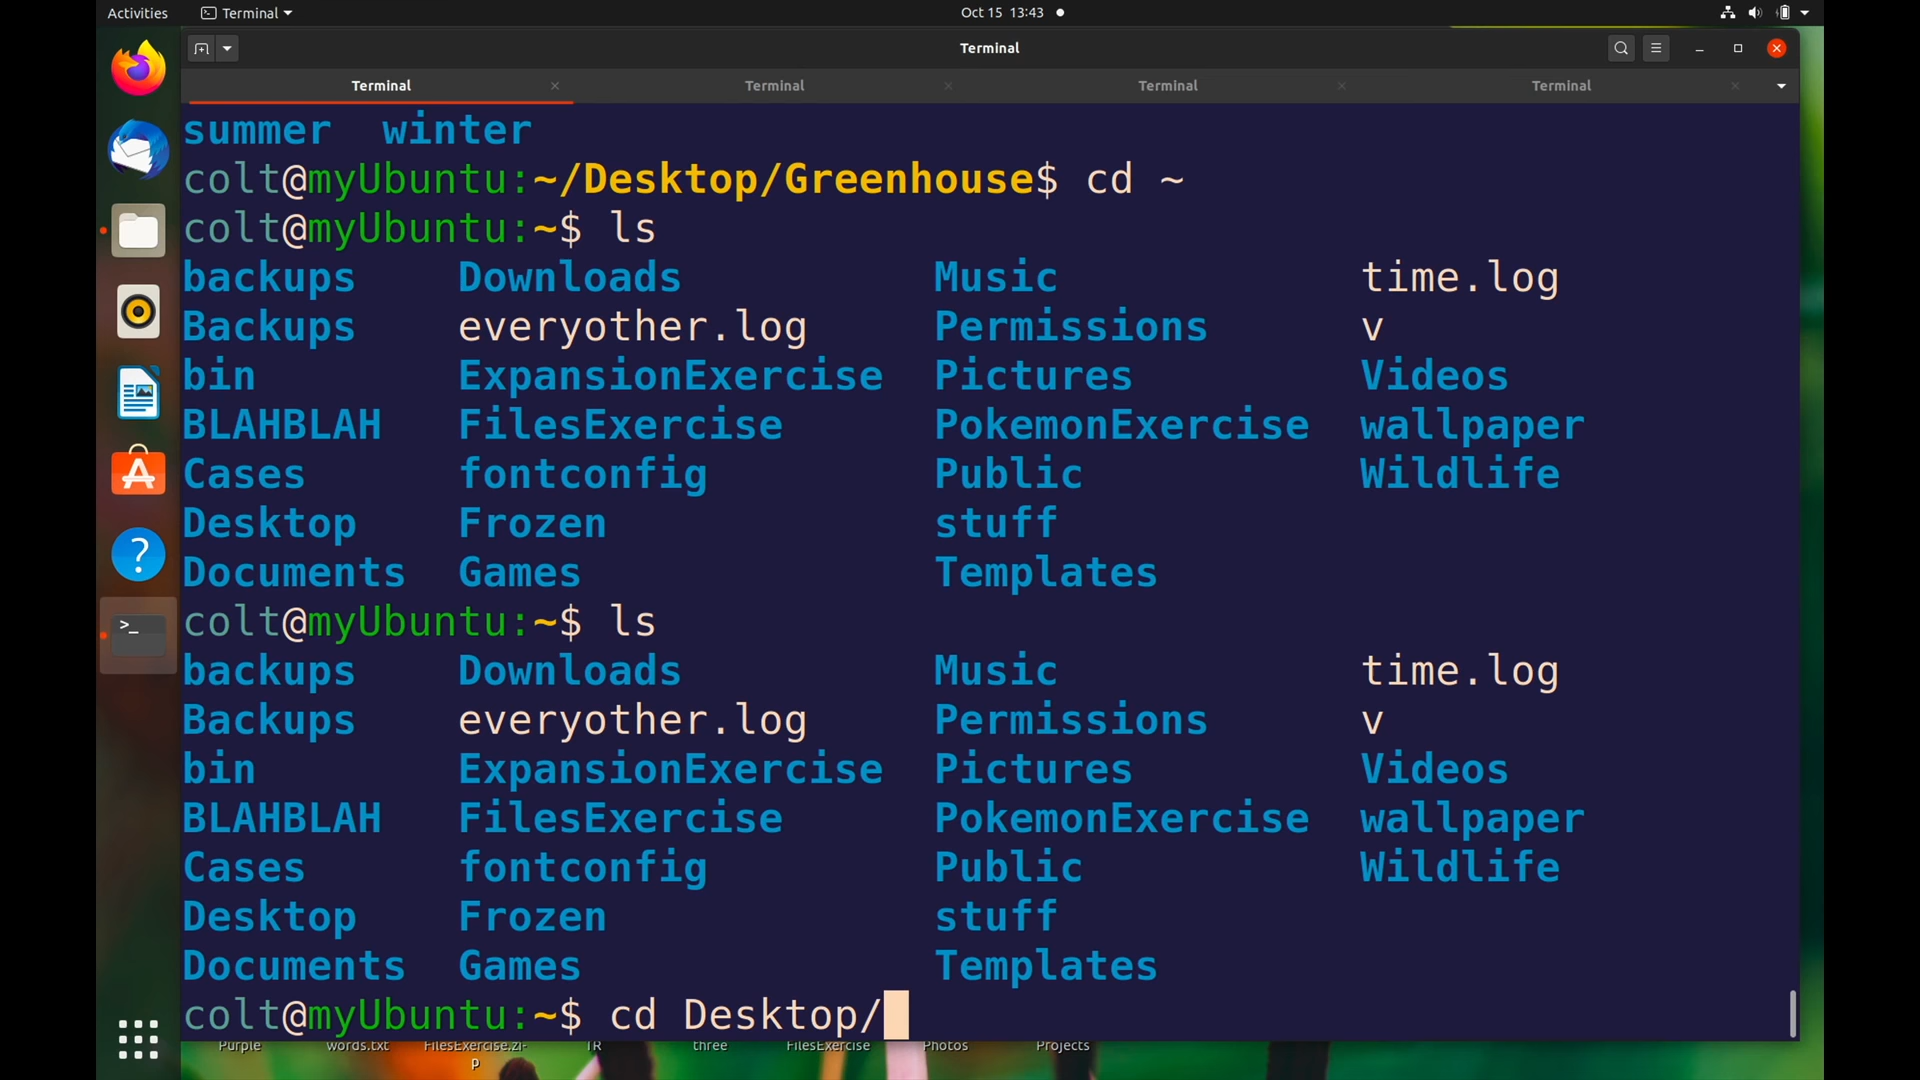 Activities Terminal Oct 15 13:43
Terminal
Terminal Terminal Terminal Terminal
summer winter
colt@myUbuntu:~/Desktop/Greenhouse$ cd ~
colt@myUbuntu:~$ ls
backups Downloads Music time.log
Backups everyother.log Permissions v
bin ExpansionExercise Pictures Videos
BLAHBLAH FilesExercise PokemonExercise wallpaper
Cases fontconfig Public Wildlife
Desktop Frozen stuff
Documents Games Templates
colt@myUbuntu:~$ ls
backups Downloads Music time.log
Backups everyother.log Permissions v
bin ExpansionExercise Pictures Videos
BLAHBLAH FilesExercise PokemonExercise wallpaper
Cases fontconfig Public Wildlife
Desktop Frozen stuff
Documents Games Templates
colt@myUbuntu:~$ cd Desktop/
Purple words.txt FilesExercise.zi- TR three FilesExercise Photos Projects
p